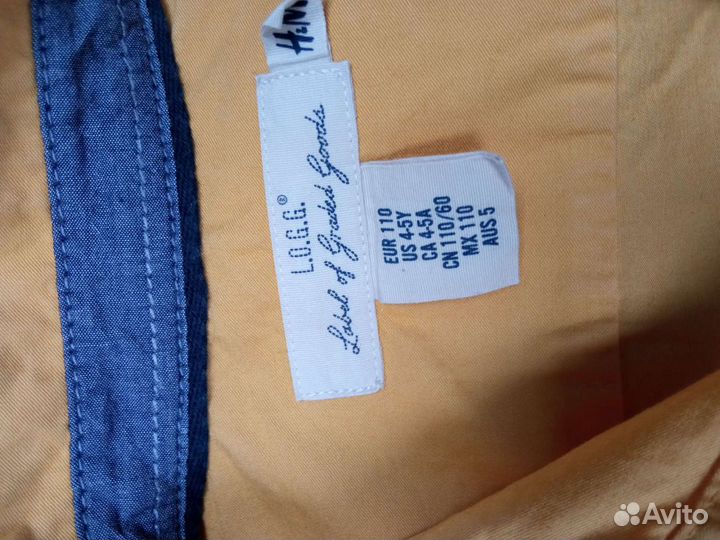 H&M
L.O.G.G.®
Label of Graded Goods
EUR 110
US 4-5Y
CA 4-5A
CN 110/60
MX 110
AUS 5
Avito